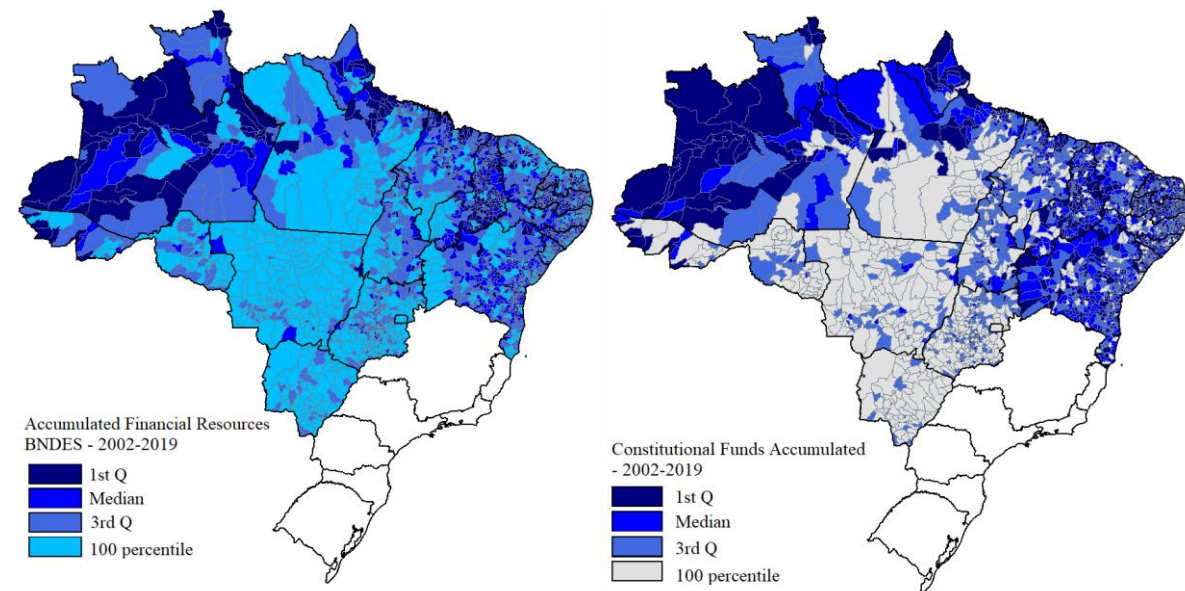 Accumulated Financial Resources
BNDES - 2002-2019
1st Q
Median
3rd Q
100 percentile
Constitutional Funds Accumulated
- 2002-2019
1st Q
Median
3rd Q
100 percentile